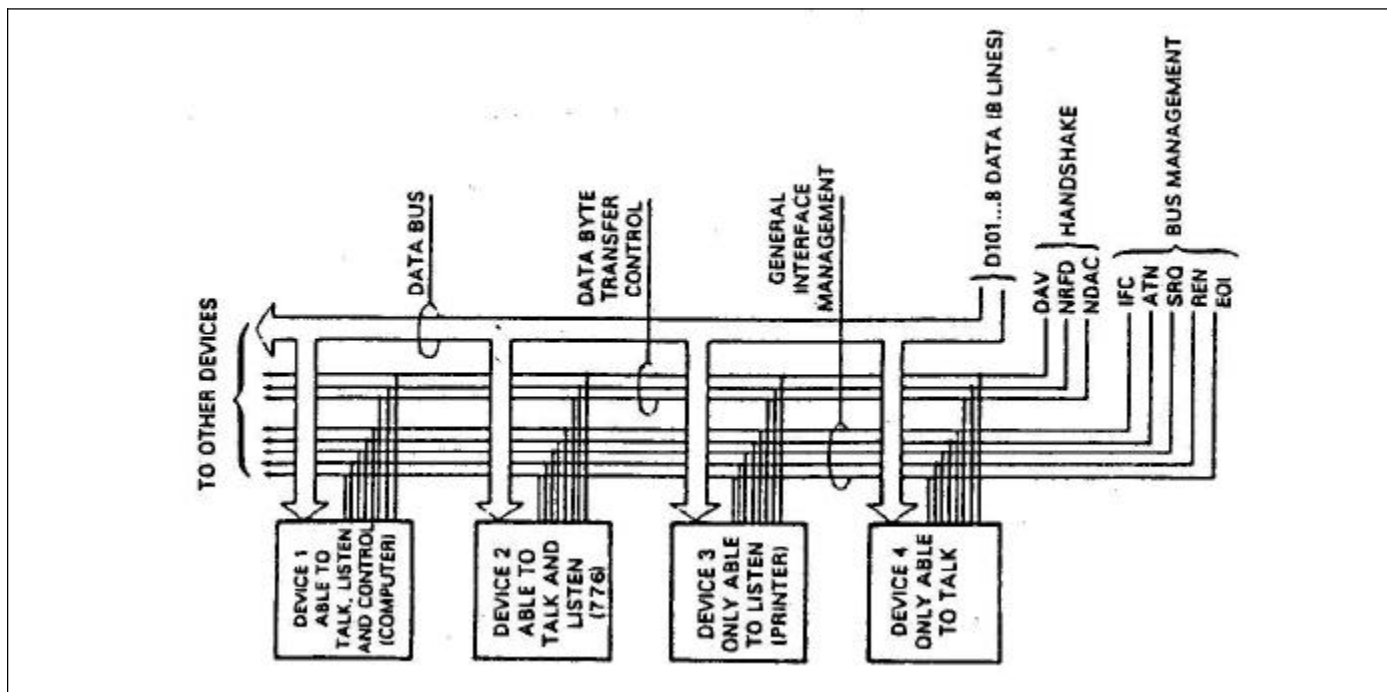 TO OTHER DEVICES
DEVICE 1
ABLE TO
TALK, LISTEN
AND CONTROL
(COMPUTER)
DEVICE 2
ABLE TO
TALK AND
LISTEN
(776)
DEVICE 3
ONLY ABLE
TO LISTEN
(PRINTER)
DEVICE 4
ONLY ABLE
TO TALK
DATA BUS
DATA BYTE
TRANSFER
CONTROL
GENERAL
INTERFACE
MANAGEMENT
D101...8 DATA (8 LINES)
DAV
NRFD
NDAC
HANDSHAKE
IFC
ATN
SRQ
REN
EOI
BUS MANAGEMENT